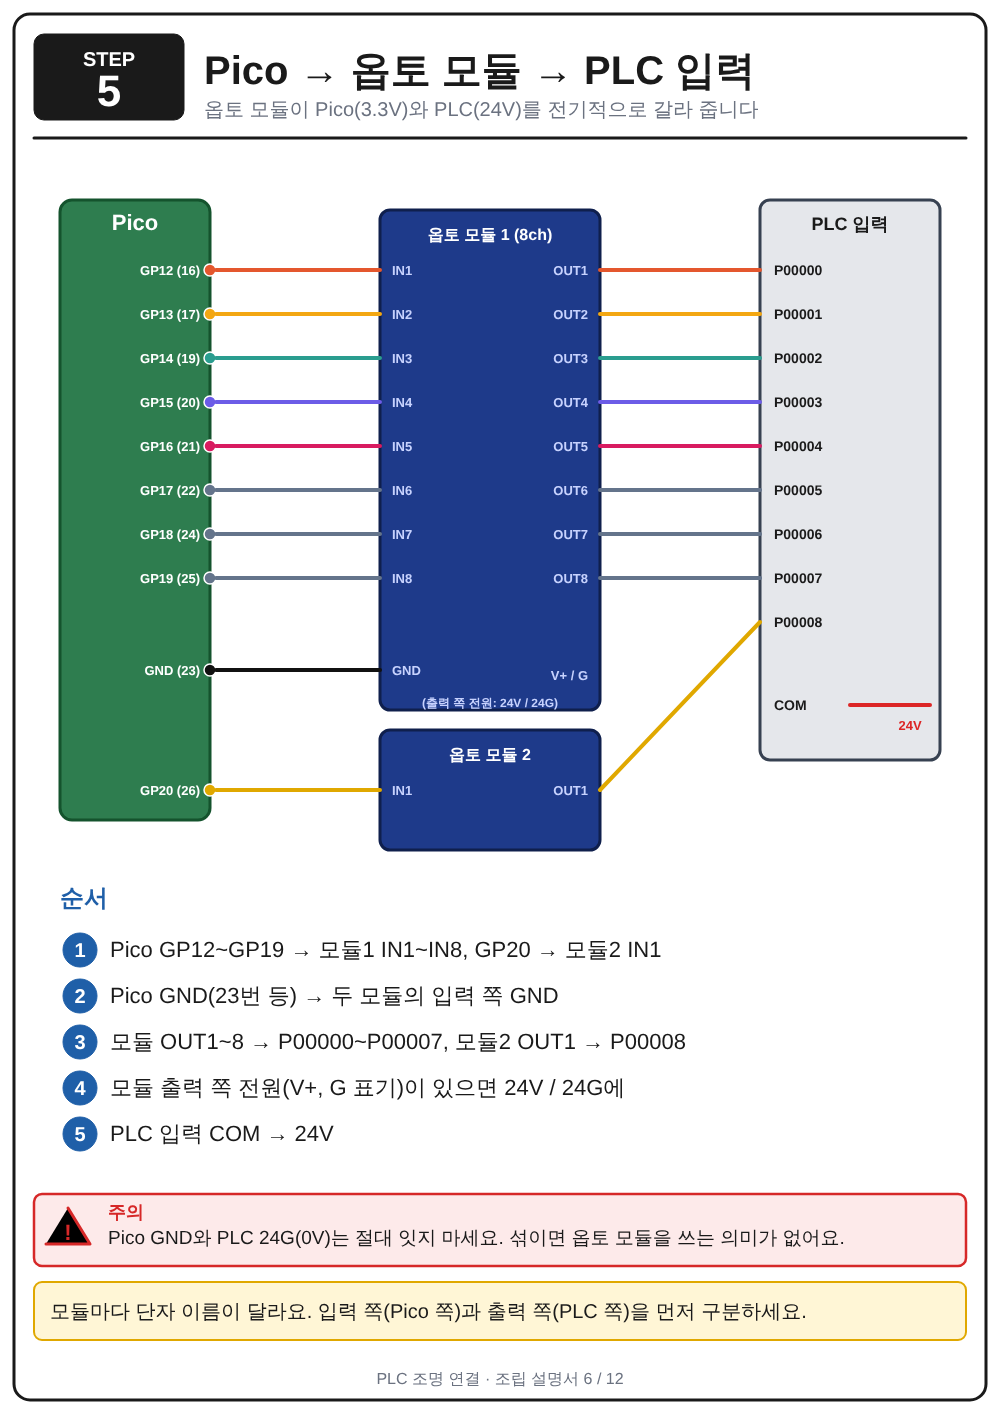 STEP
5
Pico → 옵토 모듈 → PLC 입력
옵토 모듈이 Pico(3.3V)와 PLC(24V)를 전기적으로 갈라 줍니다
Pico
옵토 모듈 1 (8ch)
PLC 입력
GP12 (16) IN1 OUT1 P00000
GP13 (17) IN2 OUT2 P00001
GP14 (19) IN3 OUT3 P00002
GP15 (20) IN4 OUT4 P00003
GP16 (21) IN5 OUT5 P00004
GP17 (22) IN6 OUT6 P00005
GP18 (24) IN7 OUT7 P00006
GP19 (25) IN8 OUT8 P00007
P00008
GND (23) GND V+ / G
(출력 쪽 전원: 24V / 24G)
COM
24V
옵토 모듈 2
GP20 (26) IN1 OUT1
순서
1 Pico GP12~GP19 → 모듈1 IN1~IN8, GP20 → 모듈2 IN1
2 Pico GND(23번 등) → 두 모듈의 입력 쪽 GND
3 모듈 OUT1~8 → P00000~P00007, 모듈2 OUT1 → P00008
4 모듈 출력 쪽 전원(V+, G 표기)이 있으면 24V / 24G에
5 PLC 입력 COM → 24V
!
주의
Pico GND와 PLC 24G(0V)는 절대 잇지 마세요. 섞이면 옵토 모듈을 쓰는 의미가 없어요.
모듈마다 단자 이름이 달라요. 입력 쪽(Pico 쪽)과 출력 쪽(PLC 쪽)을 먼저 구분하세요.
PLC 조명 연결 · 조립 설명서 6 / 12